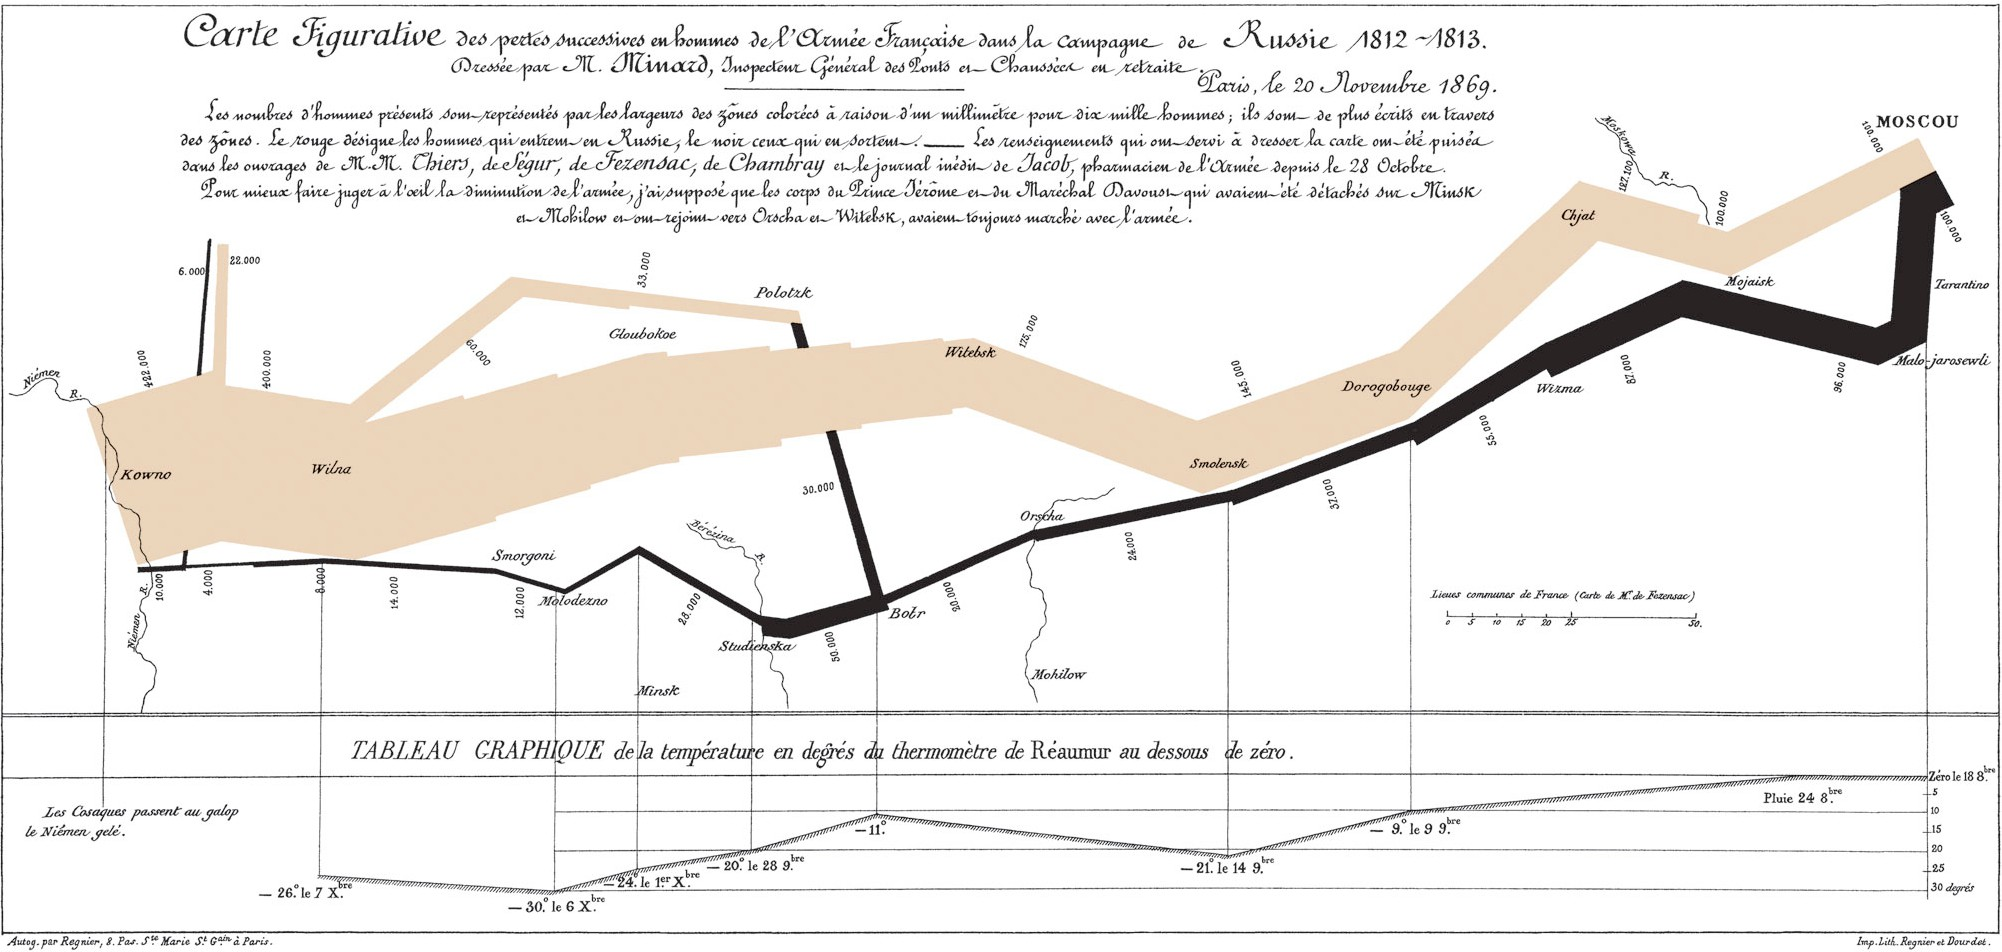 Carte Figurative des pertes successives en hommes de l'Armée Française dans la campagne de Russie 1812~1813.
Dressée par M. Minard, Inspecteur Général des Ponts et Chaussées en retraite.
Paris, le 20 Novembre 1869.
Les nombres d'hommes présents sont représentés par les largeurs des zônes colorées à raison d'un millimètre pour dix mille hommes; ils sont de plus écrits en travers
des zônes. Le rouge désigne les hommes qui entrent en Russie, le noir ceux qui en sortent. — Les renseignements qui ont servi à dresser la carte ont été puisés
dans les ouvrages de M.M. Thiers, de Ségur, de Fezensac, de Chambray et le journal inédit de Jacob, pharmacien de l'Armée depuis le 28 Octobre.
Pour mieux faire juger à l'œil la diminution de l'armée, j'ai supposé que les corps du Prince Jérôme et du Maréchal Davoust qui avaient été détachés sur Minsk
et Mohilow et ont rejoint vers Orscha et Witebsk, avaient toujours marché avec l'armée.
Moskowa R.
100.000
MOSCOU
127.100
100.000
Chjat
100.000
6.000
22.000
33.000
Polotzk
Mojaisk
Tarantino
Gloubokoe
60.000
Witebsk
175.000
Niémen R.
422.000
400.000
145.000
Dorogobouge
Wizma
87.000
96.000
Malo-jarosewli
Kowno
Wilna
Smolensk
55.000
30.000
37.000
Bérézina R.
Orscha
24.000
Smorgoni
Niémen R.
10.000
4.000
8.000
14.000
12.000
Molodezno
28.000
Studienska
50.000
Bobr
20.000
Lieues communes de France (Carte de Mr. de Fezensac)
0 5 10 15 20 25 50.
Minsk
Mohilow
TABLEAU GRAPHIQUE de la température en degrés du thermomètre de Réaumur au dessous de zéro.
Les Cosaques passent au galop
le Niémen gelé.
Zéro le 18 8.bre
Pluie 24 8.bre
5
10
15
20
25
30 degrés
— 9.° le 9 9.bre
— 21.° le 14 9.bre
— 11.°
— 20.° le 28 9.bre
— 24.° le 1.er X.bre
— 30.° le 6 X.bre
— 26.° le 7 X.bre
Autog. par Regnier, 8. Pas. Ste Marie St Gain à Paris.
Imp. Lith. Regnier et Dourdet.